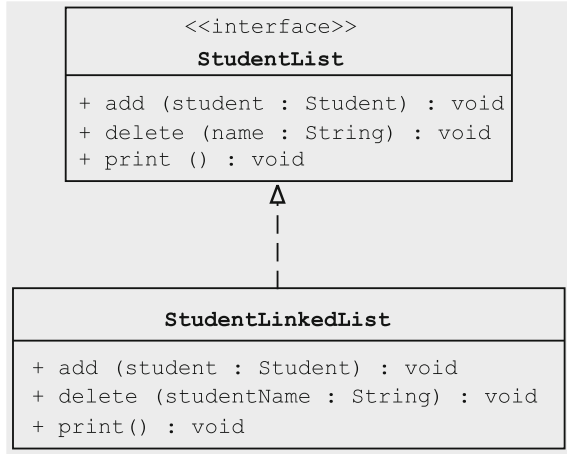 <<interface>>
StudentList
+ add (student : Student) : void
+ delete (name : String) : void
+ print () : void
StudentLinkedList
+ add (student : Student) : void
+ delete (studentName : String) : void
+ print() : void